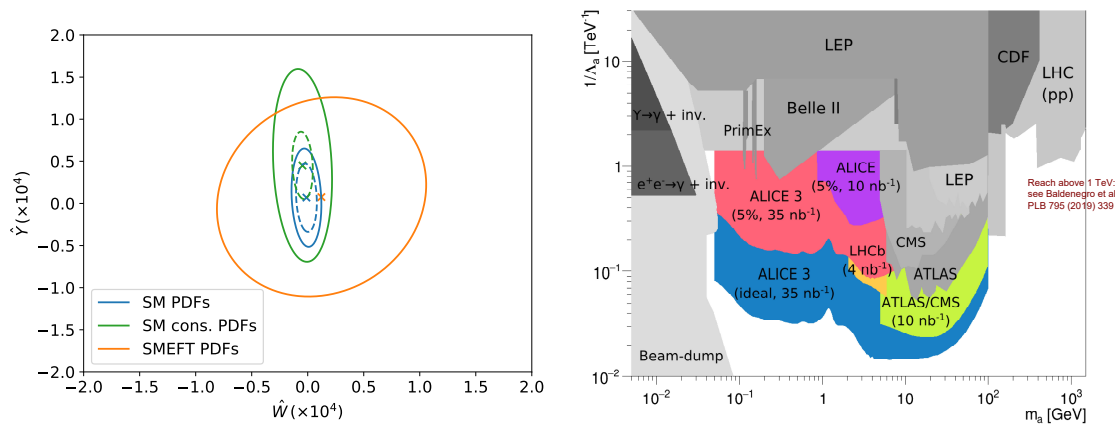 2.0
1.5
1.0
0.5
0.0
−0.5
−1.0
−1.5
−2.0
−2.0 −1.5 −1.0 −0.5 0.0 0.5 1.0 1.5 2.0
Ŷ (×10⁴)
Ŵ (×10⁴)
SM PDFs
SM cons. PDFs
SMEFT PDFs
1/Λₐ [TeV⁻¹]
10
1
10⁻¹
10⁻²
10⁻² 10⁻¹ 1 10 10² 10³
mₐ [GeV]
LEP
CDF
LHC
(pp)
Belle II
Υ→γ + inv.
PrimEx
e⁺e⁻→γ + inv.
ALICE 3
(5%, 35 nb⁻¹)
ALICE
(5%, 10 nb⁻¹)
LEP
Reach above 1 TeV:
see Baldenegro et al
PLB 795 (2019) 339
LHCb
(4 nb⁻¹)
CMS
ATLAS
ALICE 3
(ideal, 35 nb⁻¹)
ATLAS/CMS
(10 nb⁻¹)
Beam-dump